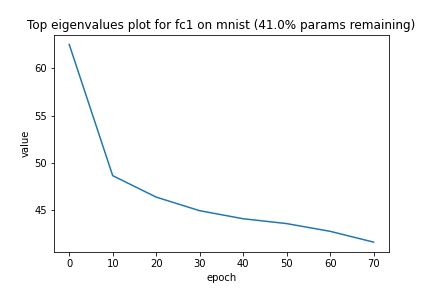 Top eigenvalues plot for fc1 on mnist (41.0% params remaining)
60
55
50
45
value
0 10 20 30 40 50 60 70
epoch